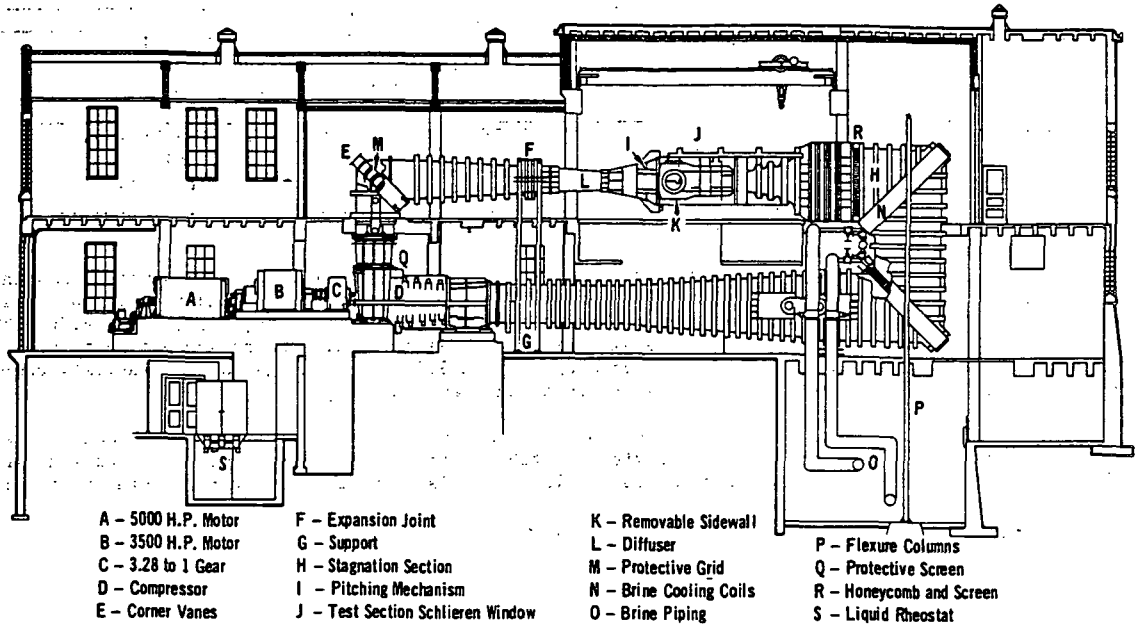 E
M
F
I
J
R
H
L
K
N
Q
A
B
C
D
G
P
S
O
A – 5000 H.P. Motor
B – 3500 H.P. Motor
C – 3.28 to 1 Gear
D – Compressor
E – Corner Vanes
F – Expansion Joint
G – Support
H – Stagnation Section
I – Pitching Mechanism
J – Test Section Schlieren Window
K – Removable Sidewall
L – Diffuser
M – Protective Grid
N – Brine Cooling Coils
O – Brine Piping
P – Flexure Columns
Q – Protective Screen
R – Honeycomb and Screen
S – Liquid Rheostat